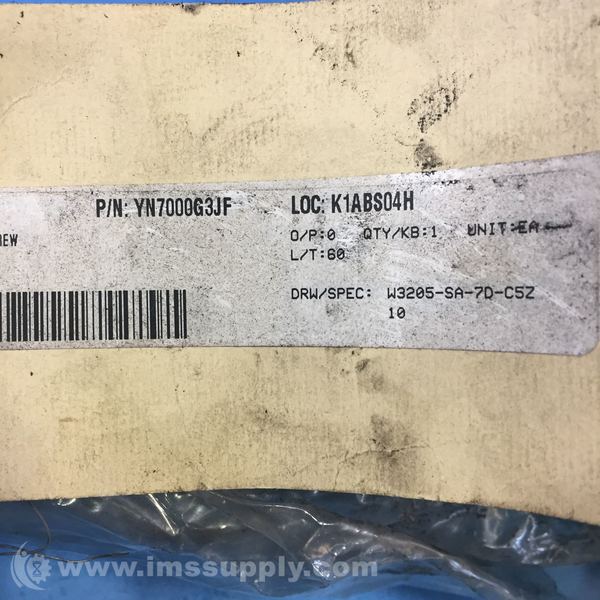 P/N: YN7000G3JF LOC: K1ABS04H
O/P:0 QTY/KB:1 UNIT:EA
L/T:60
DRW/SPEC: W3205-SA-7D-C5Z
10
www.imssupply.com